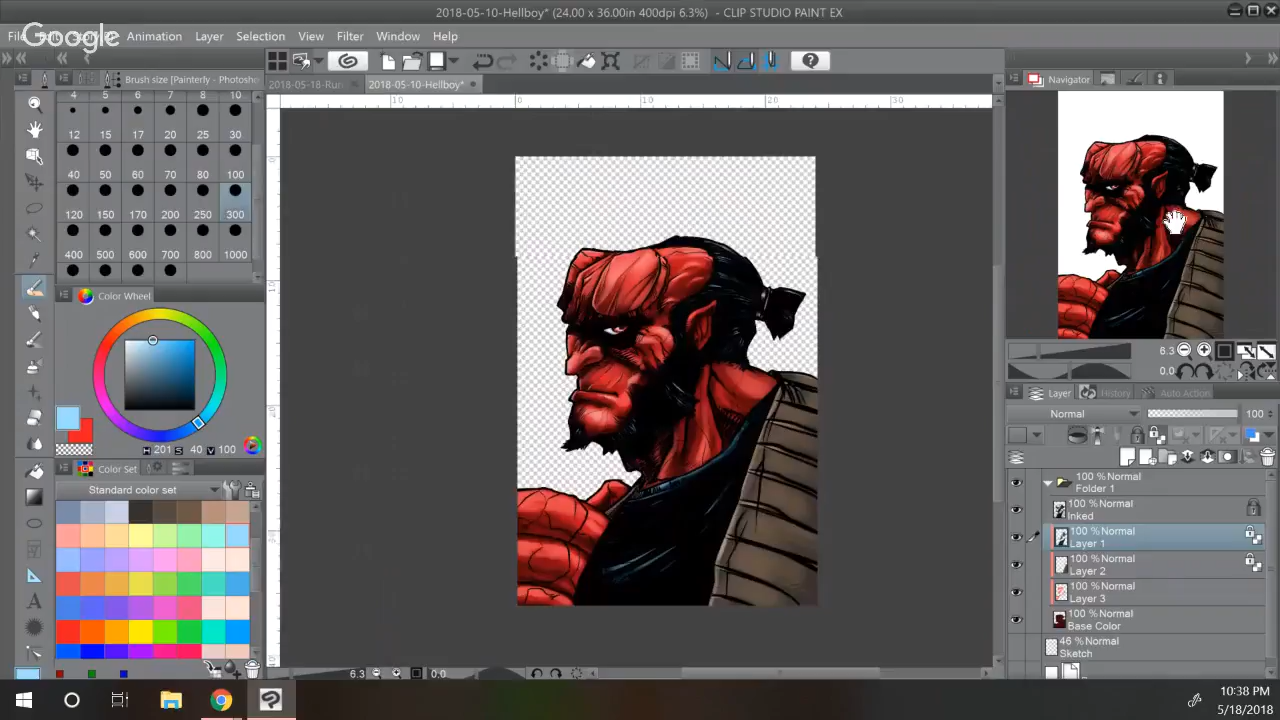 2018-05-10-Hellboy* (24.00 x 36.00in 400dpi 6.3%) - CLIP STUDIO PAINT EX
Google
Animation Layer Selection View Filter Window Help
Brush size [Painterly - Photosh
2018-05-18-Run
2018-05-10-Hellboy*
Navigator
4 5 6 7 8 10
12 15 17 20 25 30
40 50 60 70 80 100
120 150 170 200 250 300
400 500 600 700 800 1000
10 0 10 20 30
Color Wheel
H 201 S 40 V 100
Color Set
Standard color set
6.3
0.0
Layer History Auto Action
Normal 100
100 %Normal
Folder 1
100 %Normal
Inked
100 %Normal
Layer 1
100 %Normal
Layer 2
100 %Normal
Layer 3
100 %Normal
Base Color
46 %Normal
Sketch
6.3 0.0
10:38 PM
5/18/2018